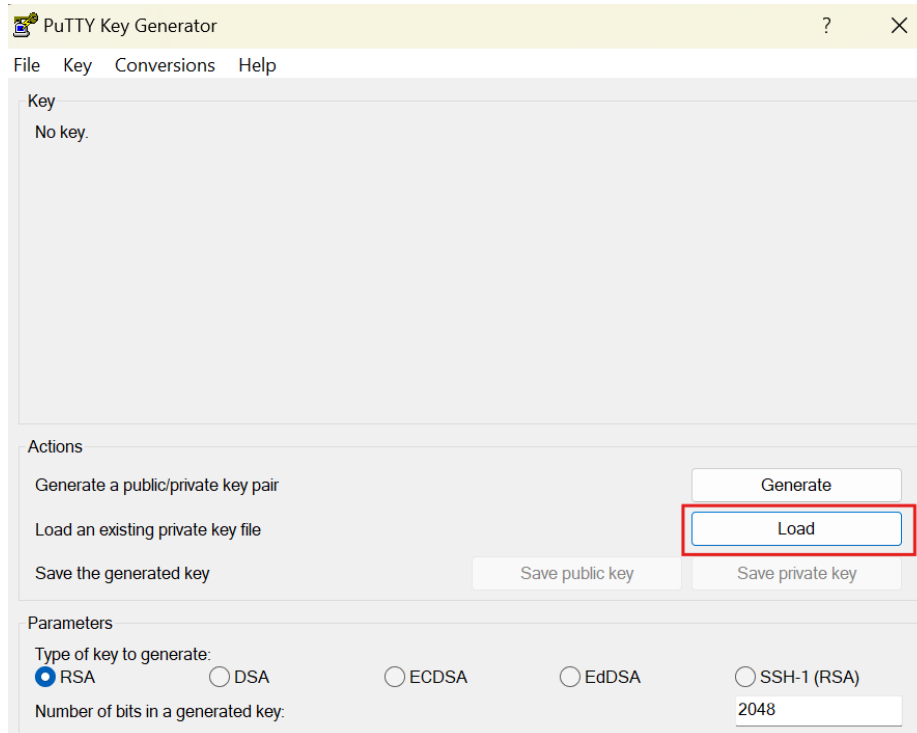 PuTTY Key Generator ?
File Key Conversions Help
Key
No key.
Actions
Generate a public/private key pair Generate
Load an existing private key file Load
Save the generated key Save public key Save private key
Parameters
Type of key to generate:
RSA DSA ECDSA EdDSA SSH-1 (RSA)
Number of bits in a generated key: 2048